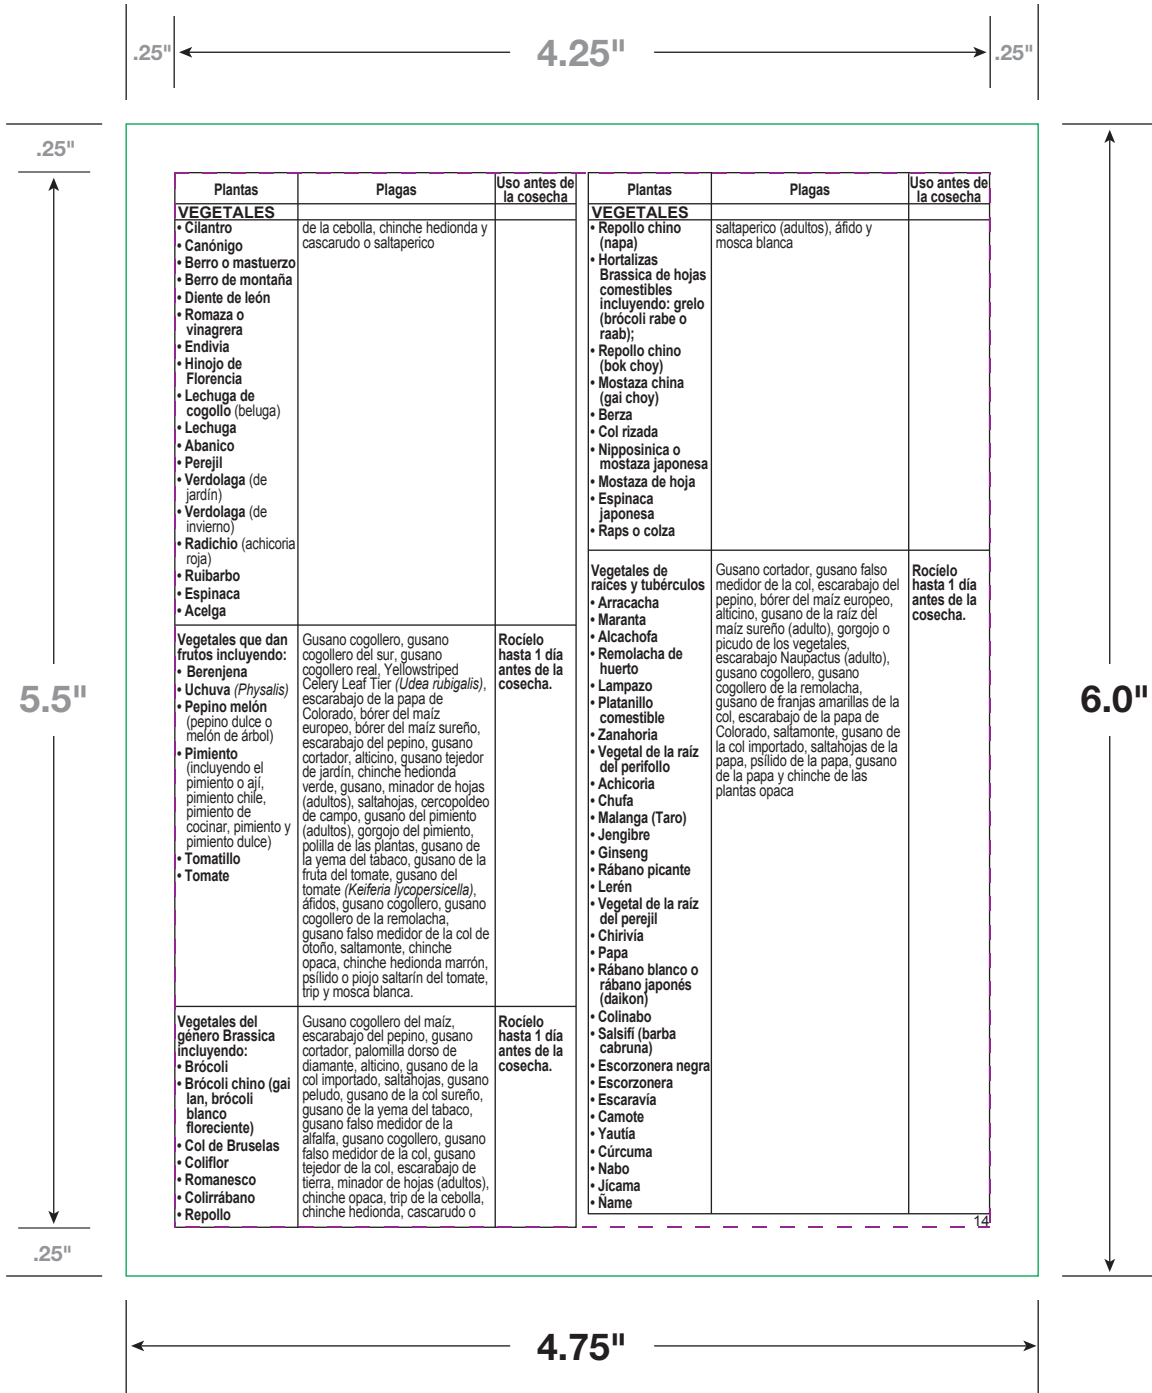 .25"
4.25"
.25"
.25"
5.5"
.25"
6.0"
4.75"
Plantas
Plagas
Uso antes de
la cosecha
VEGETALES
• Cilantro
• Canónigo
• Berro o mastuerzo
• Berro de montaña
• Diente de león
• Romaza o
vinagrera
• Endivia
• Hinojo de
Florencia
• Lechuga de
cogollo (beluga)
• Lechuga
• Abanico
• Perejil
• Verdolaga (de
jardín)
• Verdolaga (de
invierno)
• Radichio (achicoria
roja)
• Ruibarbo
• Espinaca
• Acelga
de la cebolla, chinche hedionda y
cascarudo o saltaperico
Vegetales que dan
frutos incluyendo:
• Berenjena
• Uchuva (Physalis)
• Pepino melón
(pepino dulce o
melón de árbol)
• Pimiento
(incluyendo el
pimiento o ají,
pimiento chile,
pimiento de
cocinar, pimiento y
pimiento dulce)
• Tomatillo
• Tomate
Gusano cogollero, gusano
cogollero del sur, gusano
cogollero real, Yellowstriped
Celery Leaf Tier (Udea rubigalis),
escarabajo de la papa de
Colorado, bórer del maíz
europeo, bórer del maíz sureño,
escarabajo del pepino, gusano
cortador, alticino, gusano tejedor
de jardín, chinche hedionda
verde, gusano, minador de hojas
(adultos), saltahojas, cercopoldeo
de campo, gusano del pimiento
(adultos), gorgojo del pimiento,
polilla de las plantas, gusano de
la yema del tabaco, gusano de la
fruta del tomate, gusano del
tomate (Keiferia lycopersicella),
áfidos, gusano cogollero, gusano
cogollero de la remolacha,
gusano falso medidor de la col de
otoño, saltamonte, chinche
opaca, chinche hedionda marrón,
psílido o piojo saltarín del tomate,
trip y mosca blanca.
Rocíelo
hasta 1 día
antes de la
cosecha.
Vegetales del
género Brassica
incluyendo:
• Brócoli
• Brócoli chino (gai
lan, brócoli
blanco
floreciente)
• Col de Bruselas
• Coliflor
• Romanesco
• Colirrábano
• Repollo
Gusano cogollero del maíz,
escarabajo del pepino, gusano
cortador, palomilla dorso de
diamante, alticino, gusano de la
col importado, saltahojas, gusano
peludo, gusano de la col sureño,
gusano de la yema del tabaco,
gusano falso medidor de la
alfalfa, gusano cogollero, gusano
falso medidor de la col, gusano
tejedor de la col, escarabajo de
tierra, minador de hojas (adultos),
chinche opaca, trip de la cebolla,
chinche hedionda, cascarudo o
Rocíelo
hasta 1 día
antes de la
cosecha.
Plantas
Plagas
Uso antes de
la cosecha
VEGETALES
• Repollo chino
(napa)
• Hortalizas
Brassica de hojas
comestibles
incluyendo: grelo
(brócoli rabe o
raab);
• Repollo chino
(bok choy)
• Mostaza china
(gai choy)
• Berza
• Col rizada
• Nipposinica o
mostaza japonesa
• Mostaza de hoja
• Espinaca
japonesa
• Raps o colza
saltaperico (adultos), áfido y
mosca blanca
Vegetales de
raíces y tubérculos
• Arracacha
• Maranta
• Alcachofa
• Remolacha de
huerto
• Lampazo
• Platanillo
comestible
• Zanahoria
• Vegetal de la raíz
del perifollo
• Achicoria
• Chufa
• Malanga (Taro)
• Jengibre
• Ginseng
• Rábano picante
• Lerén
• Vegetal de la raíz
del perejil
• Chirivía
• Papa
• Rábano blanco o
rábano japonés
(daikon)
• Colinabo
• Salsifí (barba
cabruna)
• Escorzonera negra
• Escorzonera
• Escaravía
• Camote
• Yautía
• Cúrcuma
• Nabo
• Jícama
• Ñame
Gusano cortador, gusano falso
medidor de la col, escarabajo del
pepino, bórer del maíz europeo,
alticino, gusano de la raíz del
maíz sureño (adulto), gorgojo o
picudo de los vegetales,
escarabajo Naupactus (adulto),
gusano cogollero, gusano
cogollero de la remolacha,
gusano de franjas amarillas de la
col, escarabajo de la papa de
Colorado, saltamonte, gusano de
la col importado, saltahojas de la
papa, psílido de la papa, gusano
de la papa y chinche de las
plantas opaca
Rocíelo
hasta 1 día
antes de la
cosecha.
14